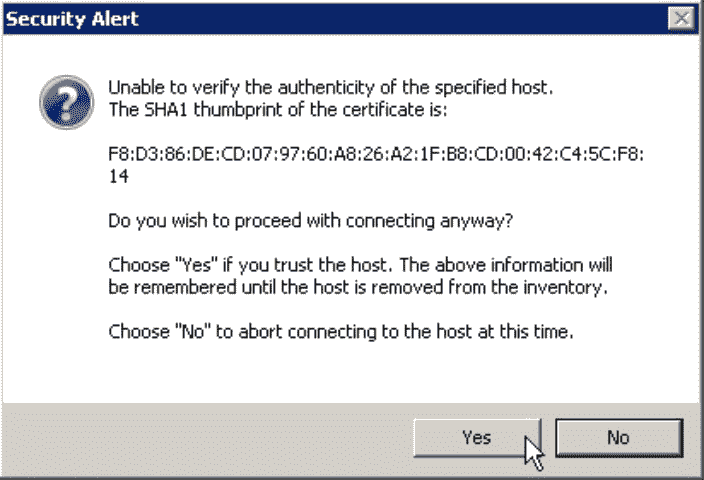 Security Alert
Unable to verify the authenticity of the specified host.
The SHA1 thumbprint of the certificate is:
F8:D3:86:DE:CD:07:97:60:A8:26:A2:1F:B8:CD:00:42:C4:5C:F8:
14
Do you wish to proceed with connecting anyway?
Choose "Yes" if you trust the host. The above information will
be remembered until the host is removed from the inventory.
Choose "No" to abort connecting to the host at this time.
Yes
No